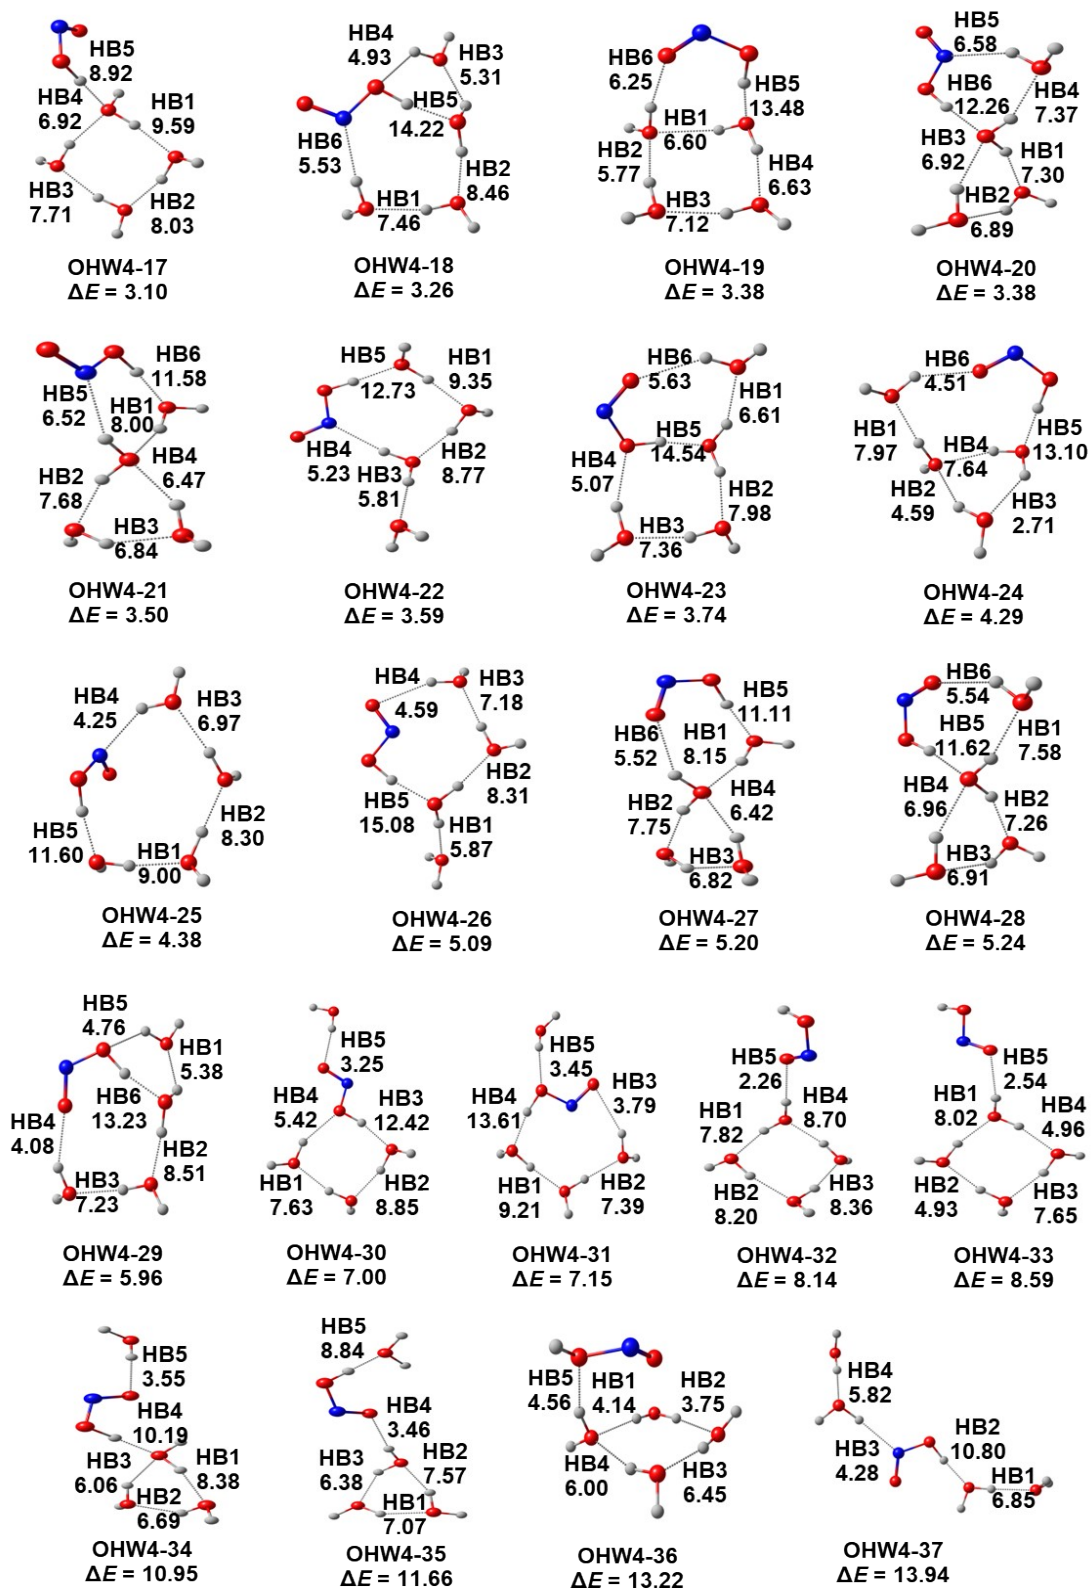 HB5
8.92
HB4
6.92
HB1
9.59
HB3
7.71
HB2
8.03
OHW4-17
ΔE = 3.10
HB4
4.93
HB3
5.31
HB5
14.22
HB6
5.53
HB2
8.46
HB1
7.46
OHW4-18
ΔE = 3.26
HB6
6.25
HB5
13.48
HB1
6.60
HB2
5.77
HB4
6.63
HB3
7.12
OHW4-19
ΔE = 3.38
HB5
6.58
HB6
12.26
HB4
7.37
HB3
6.92
HB1
7.30
HB2
6.89
OHW4-20
ΔE = 3.38
HB6
11.58
HB5
6.52
HB1
8.00
HB4
6.47
HB2
7.68
HB3
6.84
OHW4-21
ΔE = 3.50
HB5
12.73
HB1
9.35
HB4
5.23
HB2
8.77
HB3
5.81
OHW4-22
ΔE = 3.59
HB6
5.63
HB1
6.61
HB5
14.54
HB4
5.07
HB2
7.98
HB3
7.36
OHW4-23
ΔE = 3.74
HB6
4.51
HB1
7.97
HB4
7.64
HB5
13.10
HB2
4.59
HB3
2.71
OHW4-24
ΔE = 4.29
HB4
4.25
HB3
6.97
HB2
8.30
HB5
11.60
HB1
9.00
OHW4-25
ΔE = 4.38
HB4
4.59
HB3
7.18
HB2
8.31
HB5
15.08
HB1
5.87
OHW4-26
ΔE = 5.09
HB5
11.11
HB6
5.52
HB1
8.15
HB4
6.42
HB2
7.75
HB3
6.82
OHW4-27
ΔE = 5.20
HB6
5.54
HB5
11.62
HB1
7.58
HB4
6.96
HB2
7.26
HB3
6.91
OHW4-28
ΔE = 5.24
HB5
4.76
HB1
5.38
HB6
13.23
HB4
4.08
HB2
8.51
HB3
7.23
OHW4-29
ΔE = 5.96
HB5
3.25
HB4
5.42
HB3
12.42
HB1
7.63
HB2
8.85
OHW4-30
ΔE = 7.00
HB5
3.45
HB4
13.61
HB3
3.79
HB1
9.21
HB2
7.39
OHW4-31
ΔE = 7.15
HB5
2.26
HB1
7.82
HB4
8.70
HB2
8.20
HB3
8.36
OHW4-32
ΔE = 8.14
HB5
2.54
HB1
8.02
HB4
4.96
HB2
4.93
HB3
7.65
OHW4-33
ΔE = 8.59
HB5
3.55
HB4
10.19
HB3
6.06
HB1
8.38
HB2
6.69
OHW4-34
ΔE = 10.95
HB5
8.84
HB4
3.46
HB3
6.38
HB2
7.57
HB1
7.07
OHW4-35
ΔE = 11.66
HB5
4.56
HB1
4.14
HB2
3.75
HB4
6.00
HB3
6.45
OHW4-36
ΔE = 13.22
HB4
5.82
HB3
4.28
HB2
10.80
HB1
6.85
OHW4-37
ΔE = 13.94